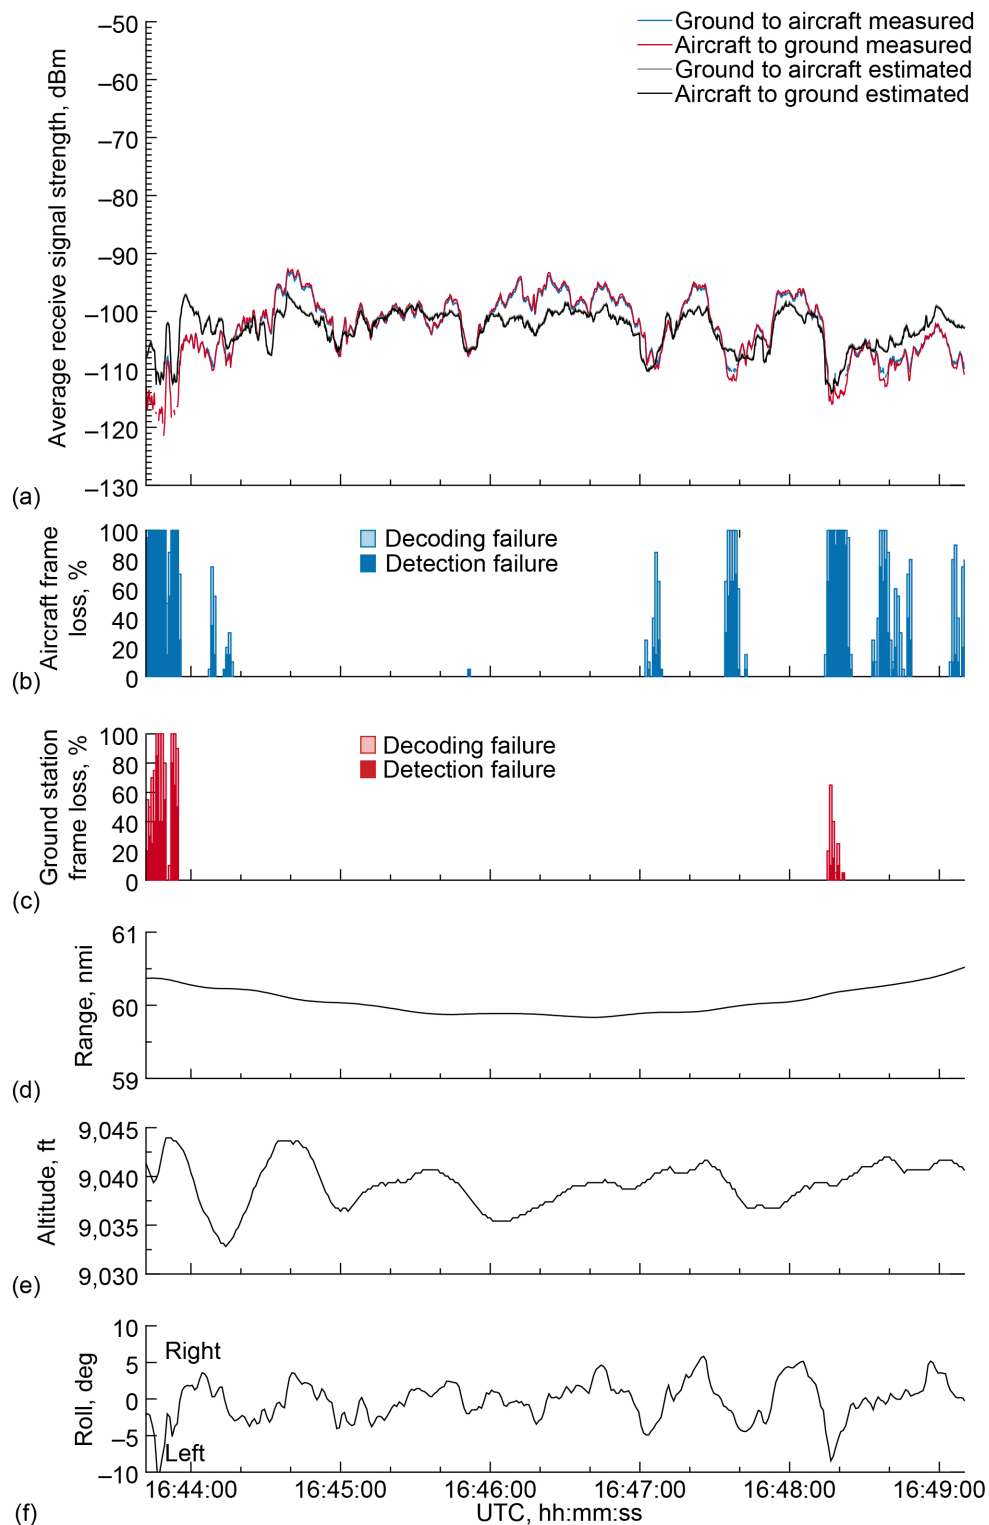 Ground to aircraft measured
Aircraft to ground measured
Ground to aircraft estimated
Aircraft to ground estimated
Average receive signal strength, dBm
–50
–60
–70
–80
–90
–100
–110
–120
–130
(a)
Aircraft frame
loss, %
100
80
60
40
20
0
Decoding failure
Detection failure
(b)
Ground station
frame loss, %
100
80
60
40
20
0
Decoding failure
Detection failure
(c)
Range, nmi
61
60
59
(d)
Altitude, ft
9,045
9,040
9,035
9,030
(e)
Roll, deg
10
5
0
–5
–10
Right
Left
16:44:00
16:45:00
16:46:00
16:47:00
16:48:00
16:49:00
UTC, hh:mm:ss
(f)